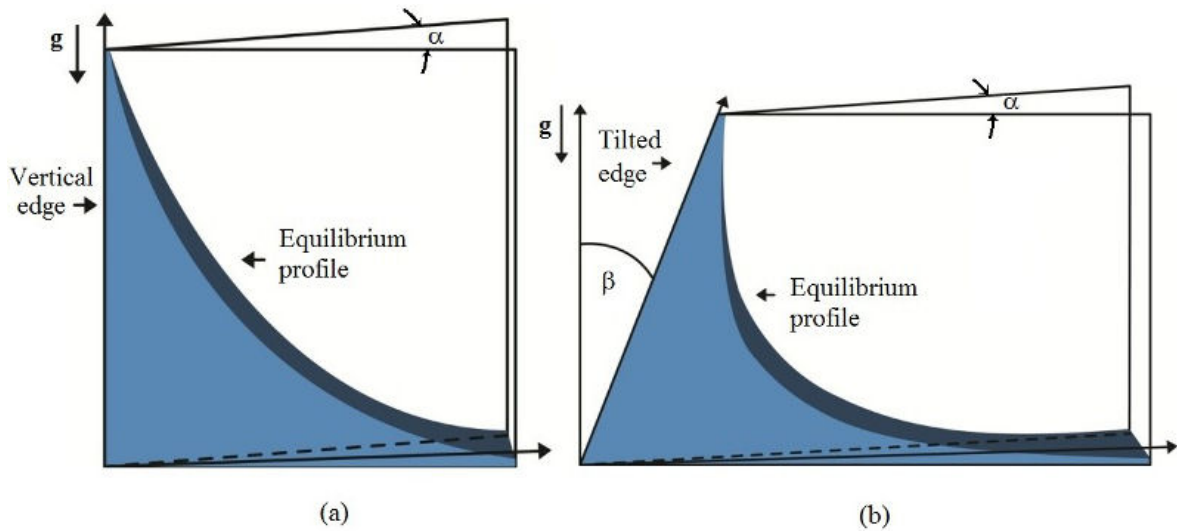 g
α
Vertical
edge
Equilibrium
profile
(a)
g
α
Tilted
edge
β
Equilibrium
profile
(b)